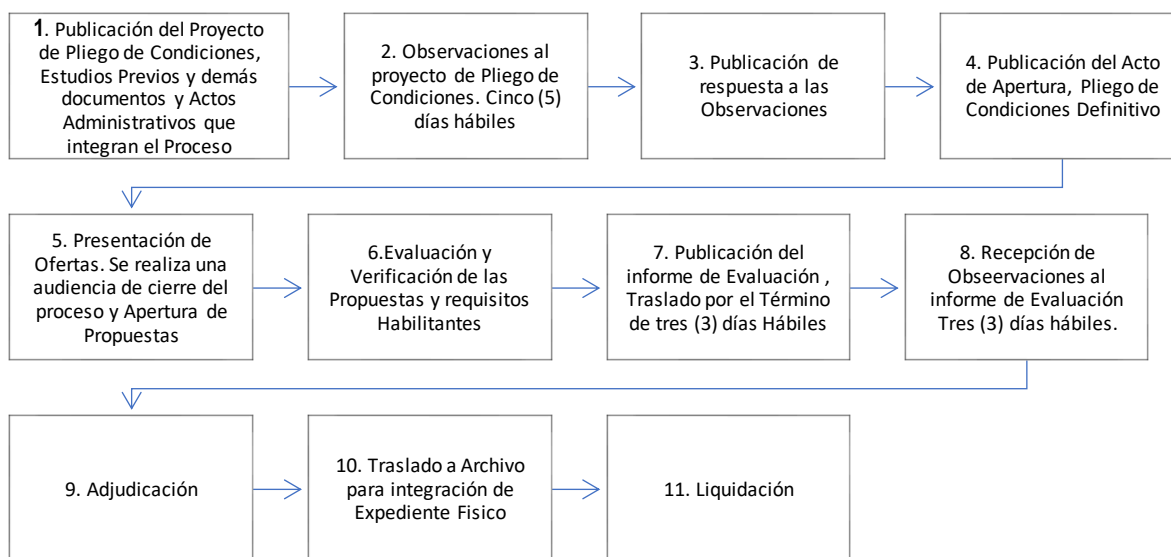 1. Publicación del Proyecto
de Pliego de Condiciones,
Estudios Previos y demás
documentos y Actos
Administrativos que
integran el Proceso
2. Observaciones al
proyecto de Pliego de
Condiciones. Cinco (5)
días hábiles
3. Publicación de
respuesta a las
Observaciones
4. Publicación del Acto
de Apertura, Pliego de
Condiciones Definitivo
5. Presentación de
Ofertas. Se realiza una
audiencia de cierre del
proceso y Apertura de
Propuestas
6.Evaluación y
Verificación de las
Propuestas y requisitos
Habilitantes
7. Publicación del
informe de Evaluación ,
Traslado por el Término
de tres (3) días Hábiles
8. Recepción de
Obseervaciones al
informe de Evaluación
Tres (3) días hábiles.
9. Adjudicación
10. Traslado a Archivo
para integración de
Expediente Fisico
11. Liquidación